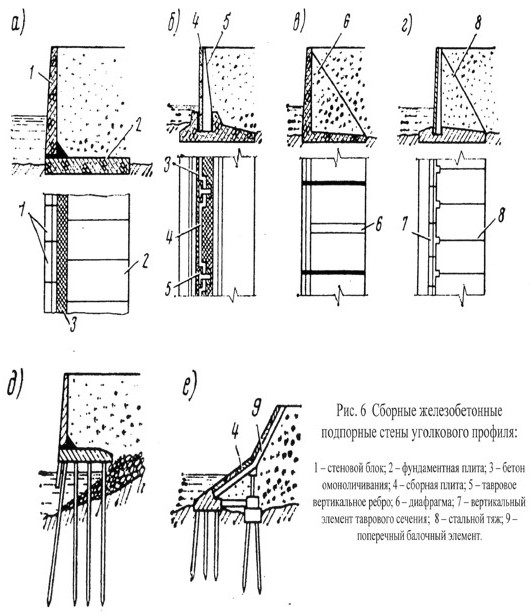 а)
б)
в)
г)
1
2
4
5
6
8
1
2
3
3
4
5
6
7
8
д)
е)
4
9
Рис. 6 Сборные железобетонные
подпорные стены уголкового профиля:
1 – стеновой блок; 2 – фундаментная плита; 3 – бетон
омоноличивания; 4 – сборная плита; 5 – тавровое
вертикальное ребро; 6 – диафрагма; 7 – вертикальный
элемент таврового сечения; 8 – стальной тяж; 9 –
поперечный балочный элемент.